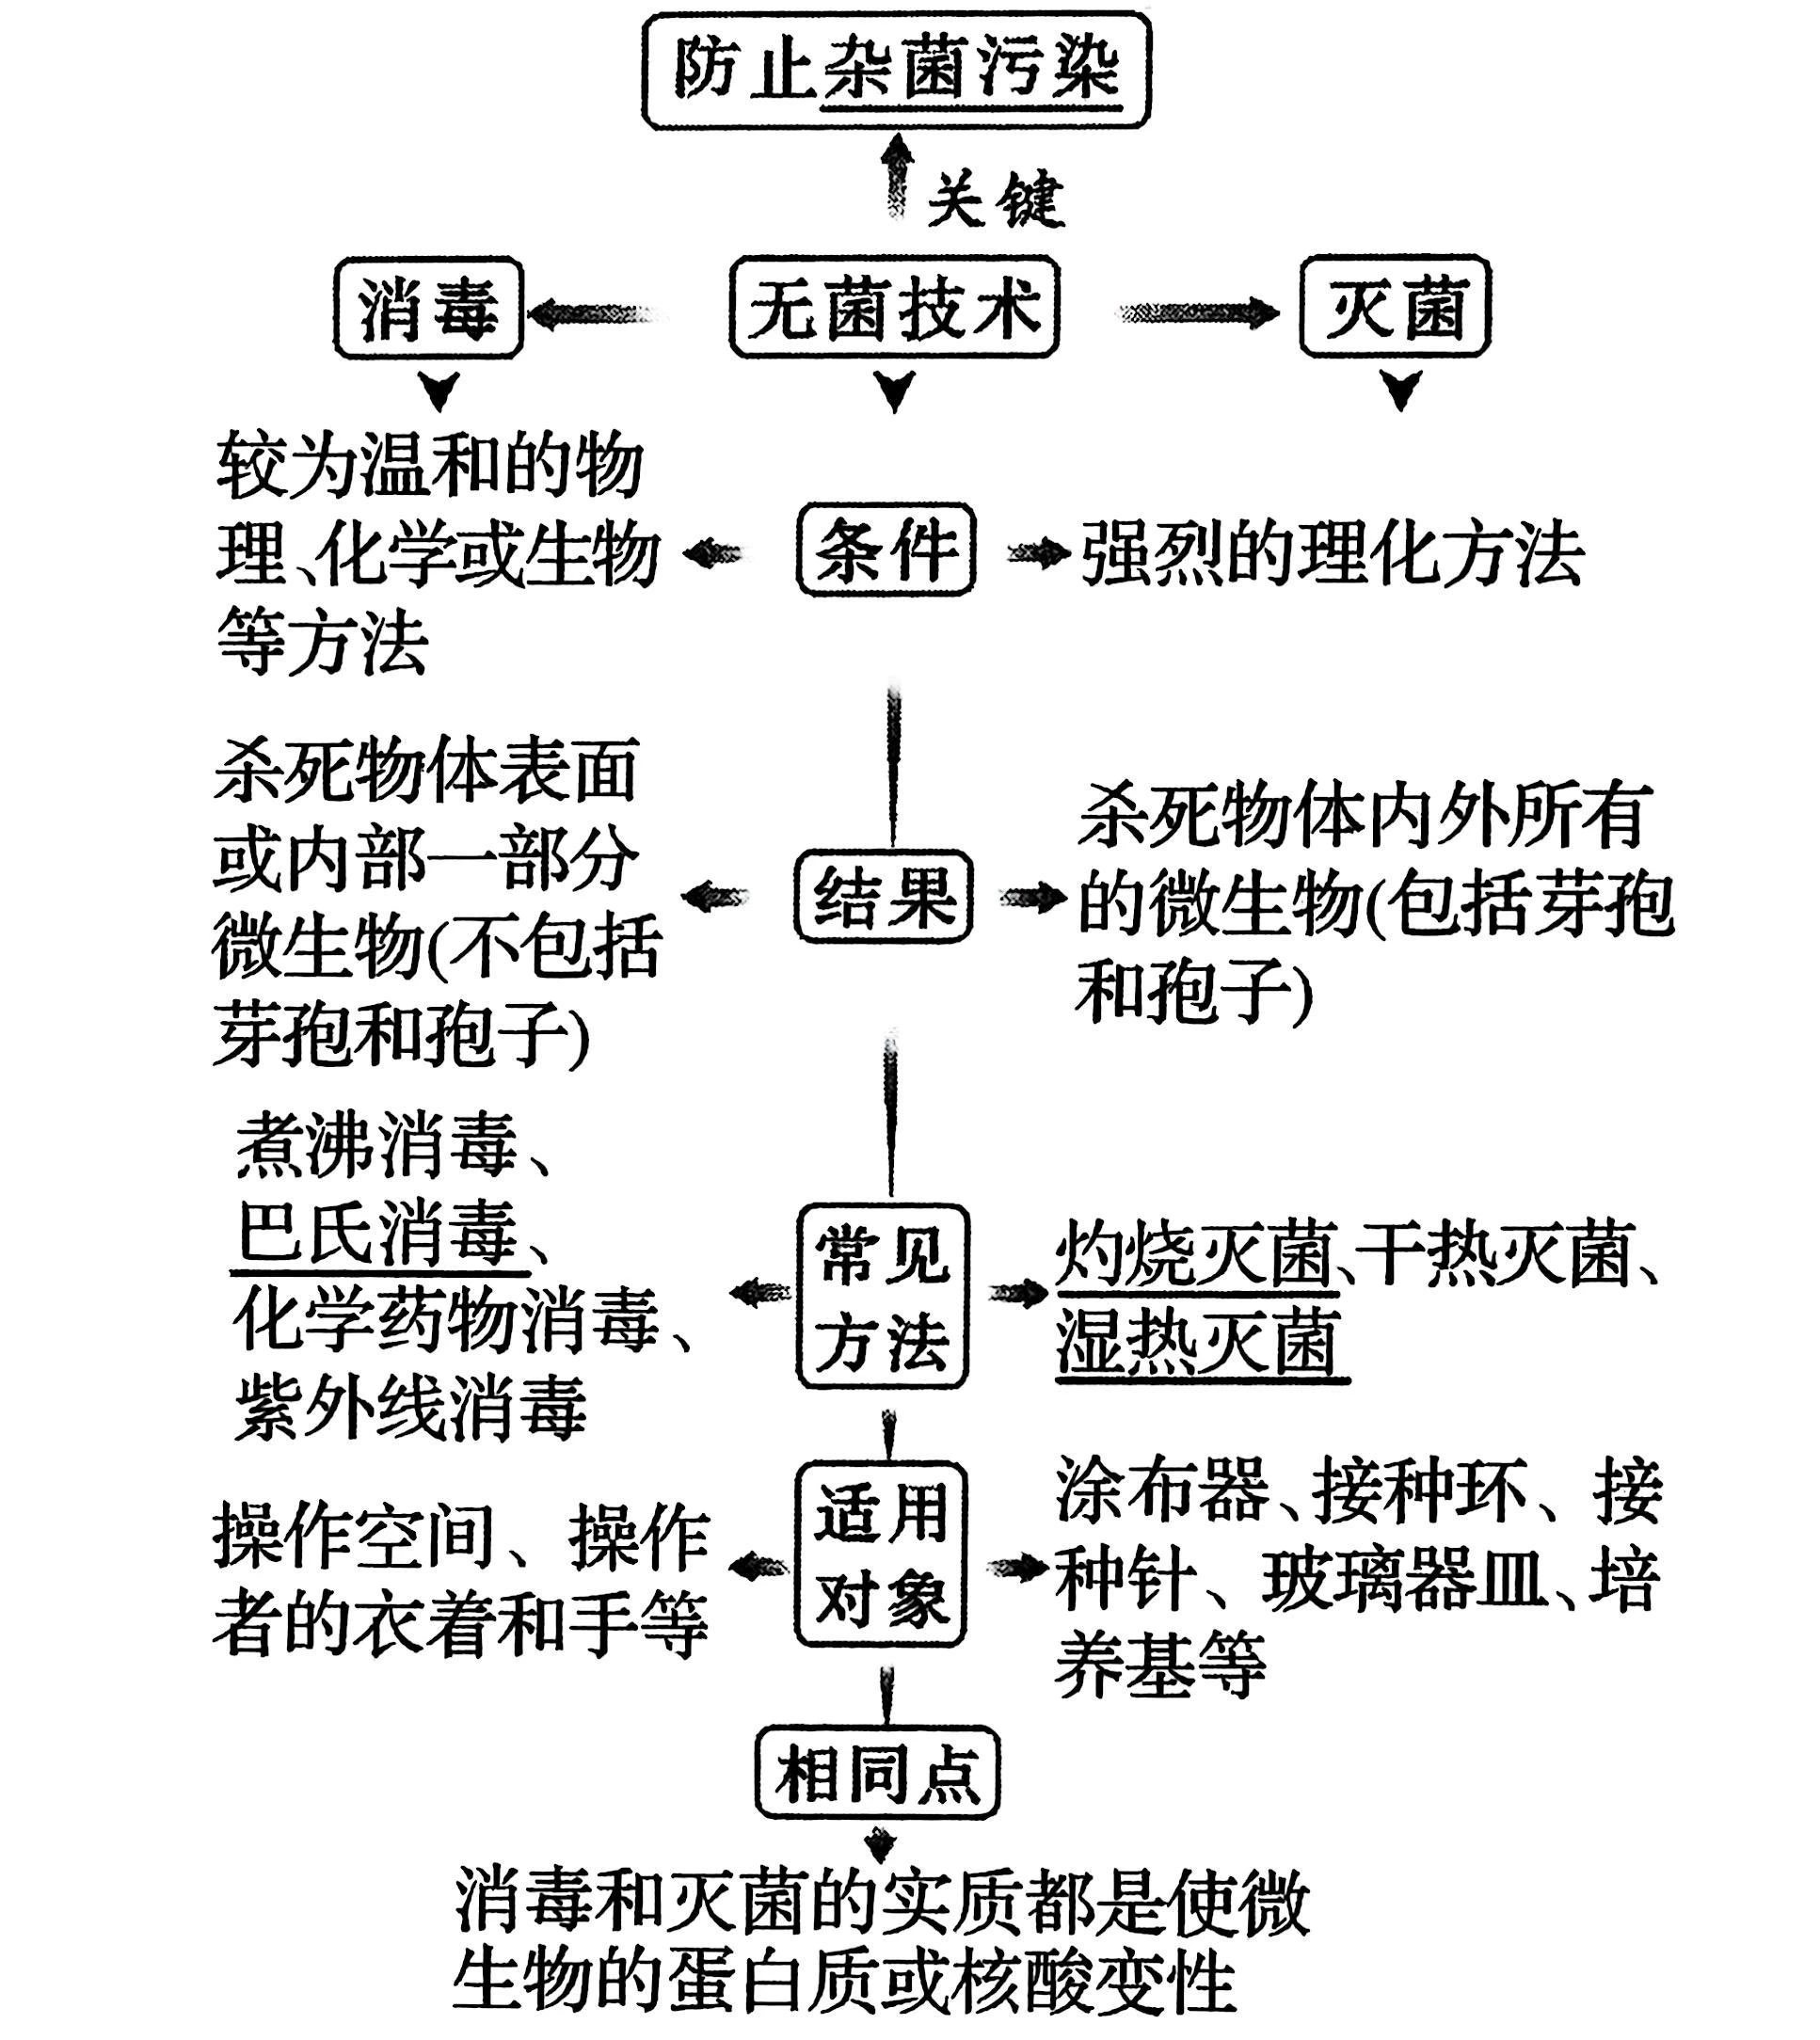 防止杂菌污染
关键
消毒
无菌技术
灭菌
较为温和的物
理、化学或生物
等方法
条件
强烈的理化方法
杀死物体表面
或内部一部分
微生物(不包括
芽孢和孢子)
结果
杀死物体内外所有
的微生物(包括芽孢
和孢子)
煮沸消毒、
巴氏消毒、
化学药物消毒、
紫外线消毒
常见
方法
灼烧灭菌、干热灭菌、
湿热灭菌
操作空间、操作
者的衣着和手等
适用
对象
涂布器、接种环、接
种针、玻璃器皿、培
养基等
相同点
消毒和灭菌的实质都是使微
生物的蛋白质或核酸变性